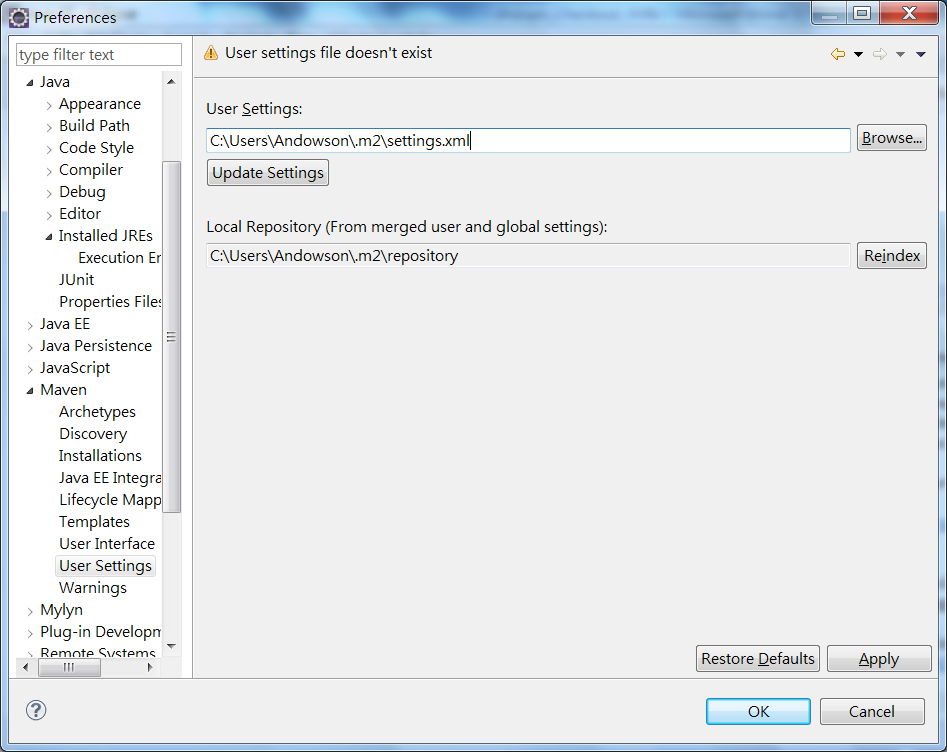 Preferences
type filter text
Java
Appearance
Build Path
Code Style
Compiler
Debug
Editor
Installed JREs
Execution Er
JUnit
Properties Files
Java EE
Java Persistence
JavaScript
Maven
Archetypes
Discovery
Installations
Java EE Integra
Lifecycle Mapp
Templates
User Interface
User Settings
Warnings
Mylyn
Plug-in Developm
Remote Systems
User settings file doesn't exist
User Settings:
C:\Users\Andowson\.m2\settings.xml
Browse...
Update Settings
Local Repository (From merged user and global settings):
C:\Users\Andowson\.m2\repository
Reindex
Restore Defaults
Apply
OK
Cancel